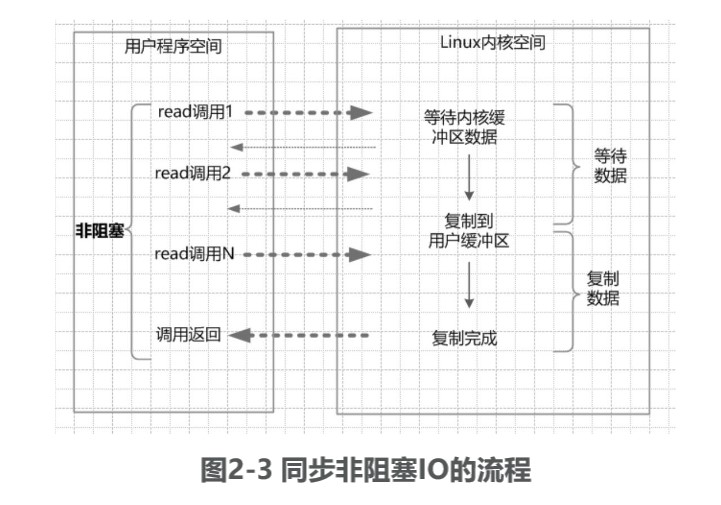 用户程序空间
Linux内核空间
read调用1
等待内核缓
冲区数据
等待
数据
read调用2
非阻塞
复制到
用户缓冲区
read调用N
复制
数据
调用返回
复制完成
图2-3 同步非阻塞IO的流程